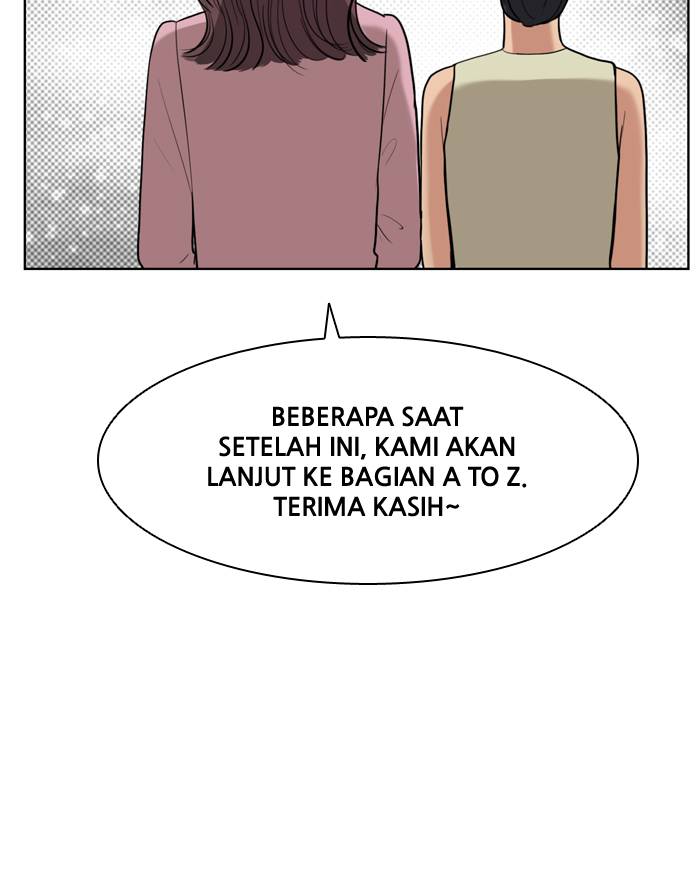 BEBERAPA SAAT
SETELAH INI, KAMI AKAN
LANJUT KE BAGIAN A TO Z.
TERIMA KASIH~